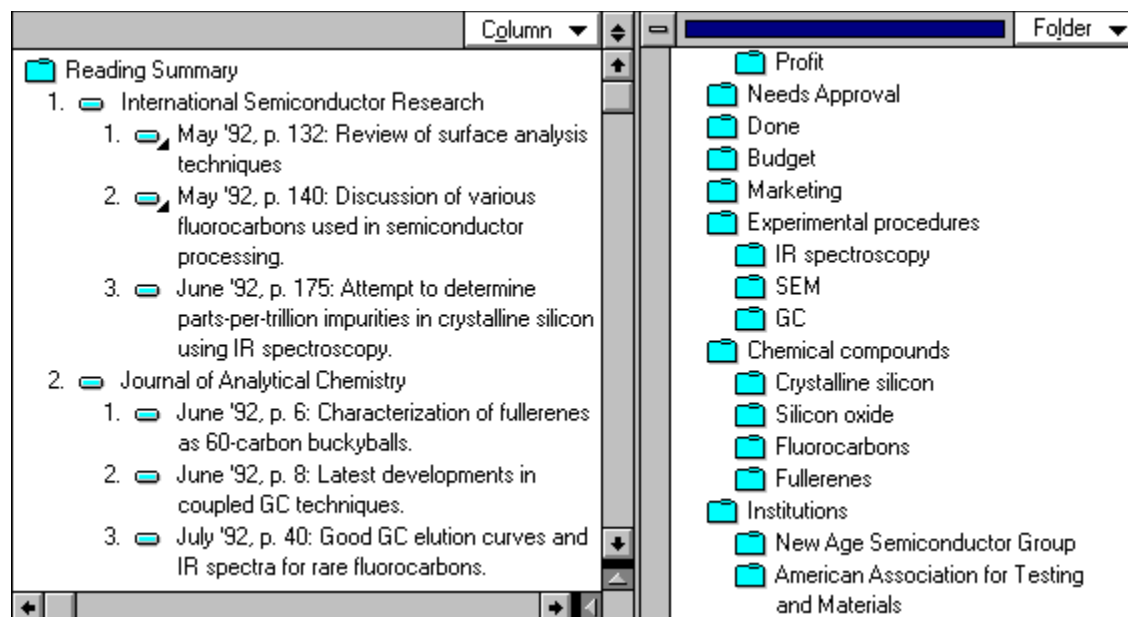 Column
Reading Summary
1. International Semiconductor Research
1. May '92, p. 132: Review of surface analysis
techniques
2. May '92, p. 140: Discussion of various
fluorocarbons used in semiconductor
processing.
3. June '92, p. 175: Attempt to determine
parts-per-trillion impurities in crystalline silicon
using IR spectroscopy.
2. Journal of Analytical Chemistry
1. June '92, p. 6: Characterization of fullerenes
as 60-carbon buckyballs.
2. June '92, p. 8: Latest developments in
coupled GC techniques.
3. July '92, p. 40: Good GC elution curves and
IR spectra for rare fluorocarbons.
Folder
Profit
Needs Approval
Done
Budget
Marketing
Experimental procedures
IR spectroscopy
SEM
GC
Chemical compounds
Crystalline silicon
Silicon oxide
Fluorocarbons
Fullerenes
Institutions
New Age Semiconductor Group
American Association for Testing
and Materials